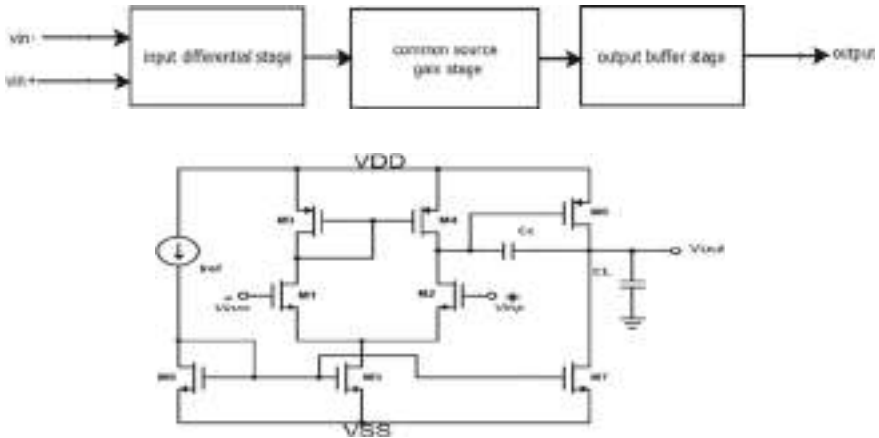 vin-
vin+
input differential stage
common source
gain stage
output buffer stage
output
VDD
M3
M4
Cc
Iref
M1
M2
Vout
CL
-
+
M5
M7
VSS